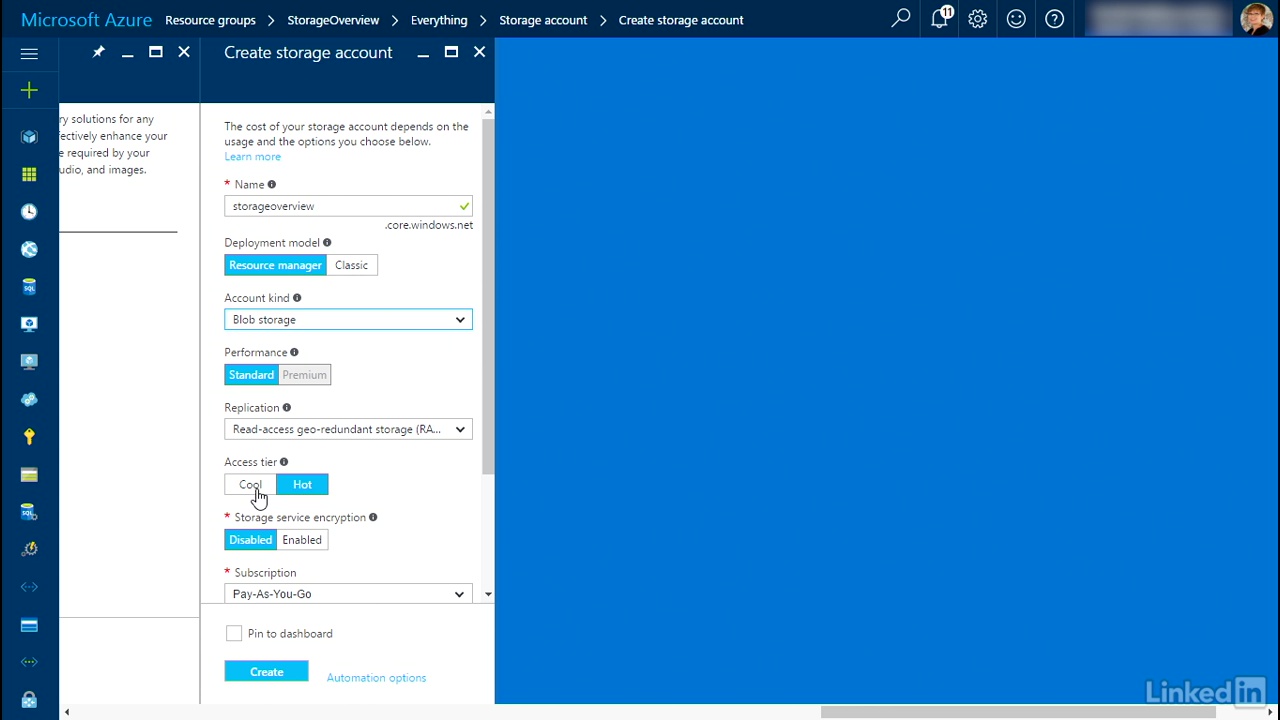 Microsoft Azure Resource groups > StorageOverview > Everything > Storage account > Create storage account
11
Create storage account
ry solutions for any
fectively enhance your
e required by your
udio, and images.
The cost of your storage account depends on the
usage and the options you choose below.
Learn more
* Name
storageoverview
.core.windows.net
Deployment model
Resource manager Classic
Account kind
Blob storage
Performance
Standard Premium
Replication
Read-access geo-redundant storage (RA...
Access tier
Cool Hot
* Storage service encryption
Disabled Enabled
* Subscription
Pay-As-You-Go
Pin to dashboard
Create Automation options
SQL
LinkedIn